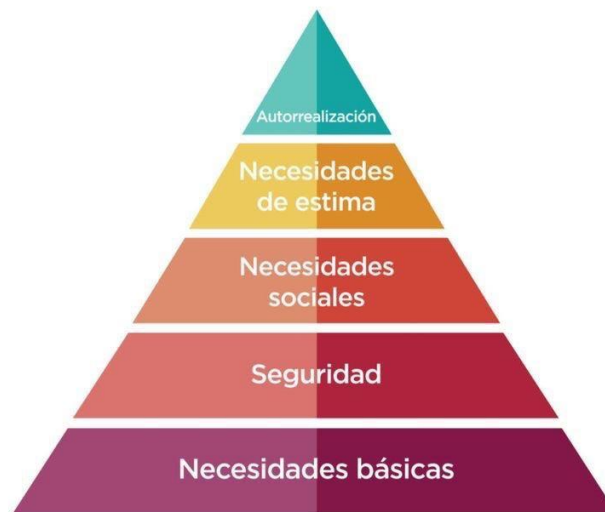 Autorrealización
Necesidades
de estima
Necesidades
sociales
Seguridad
Necesidades básicas